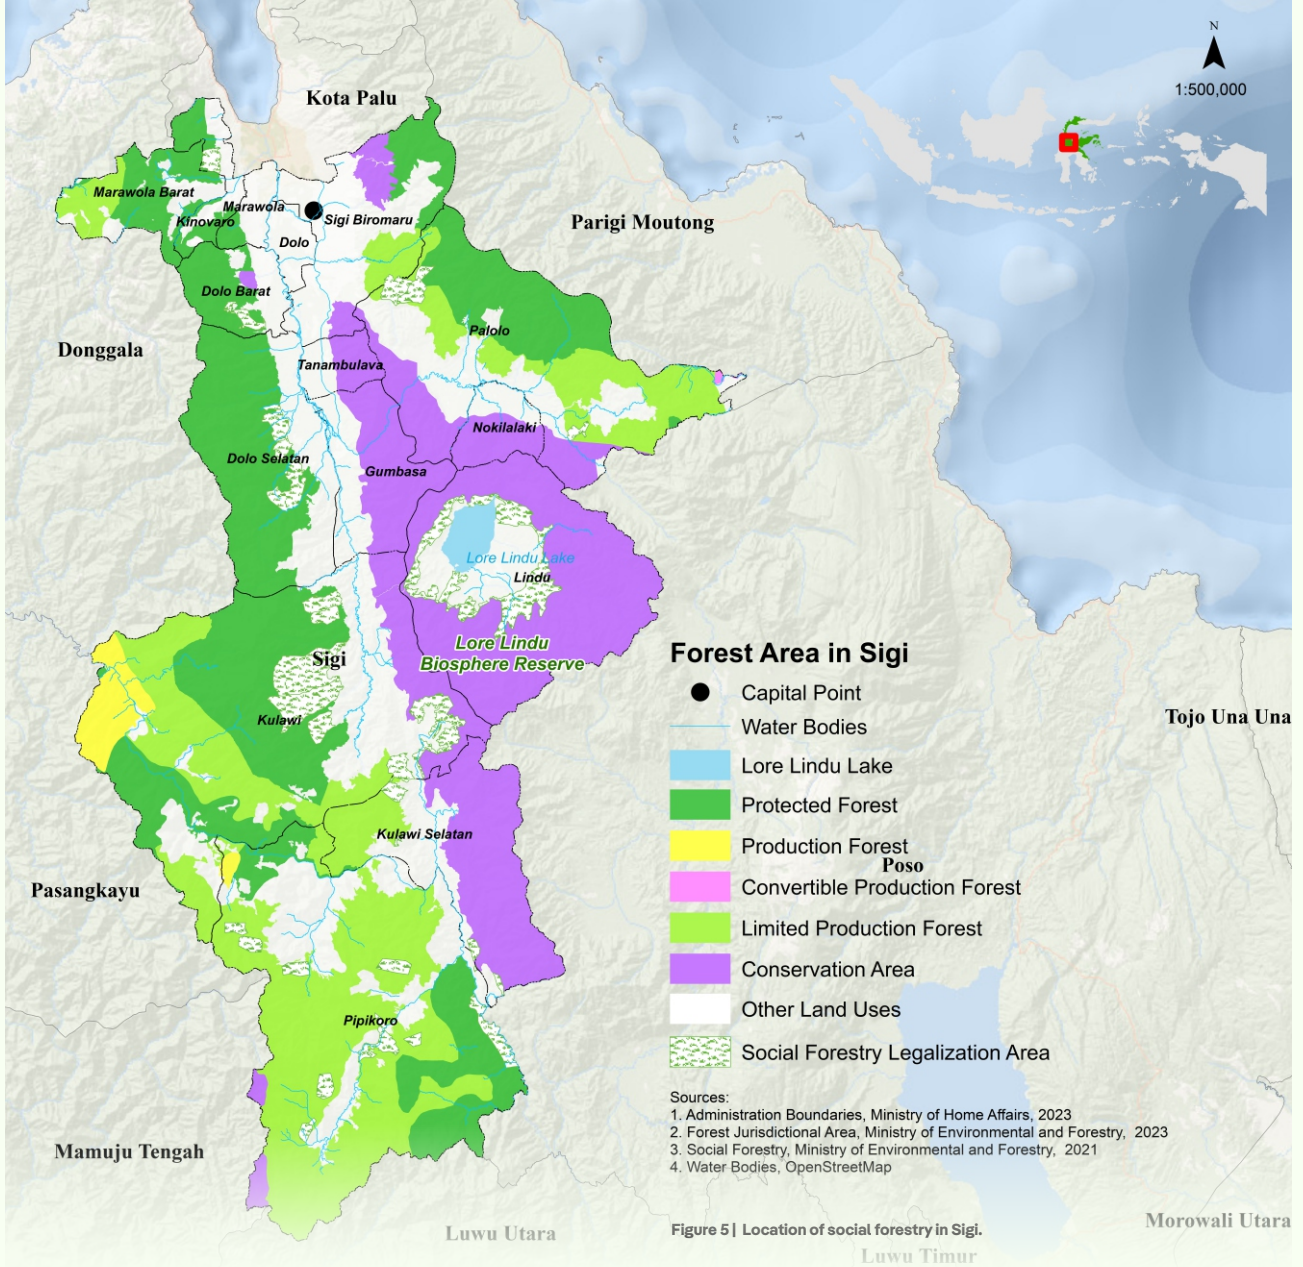 N
1:500,000
Kota Palu
Marawola Barat
Marawola
Kinovaro
Sigi Biromaru
Parigi Moutong
Dolo
Dolo Barat
Donggala
Palolo
Tanambulava
Nokilalaki
Dolo Selatan
Gumbasa
Lore Lindu Lake
Lindu
Lore Lindu
Biosphere Reserve
Sigi
Kulawi
Kulawi Selatan
Pasangkayu
Pipikoro
Mamuju Tengah
Luwu Utara
Tojo Una Una
Poso
Morowali Utara
Luwu Timur
Forest Area in Sigi
Capital Point
Water Bodies
Lore Lindu Lake
Protected Forest
Production Forest
Convertible Production Forest
Limited Production Forest
Conservation Area
Other Land Uses
Social Forestry Legalization Area
Sources:
1. Administration Boundaries, Ministry of Home Affairs, 2023
2. Forest Jurisdictional Area, Ministry of Environmental and Forestry, 2023
3. Social Forestry, Ministry of Environmental and Forestry, 2021
4. Water Bodies, OpenStreetMap
Figure 5 | Location of social forestry in Sigi.